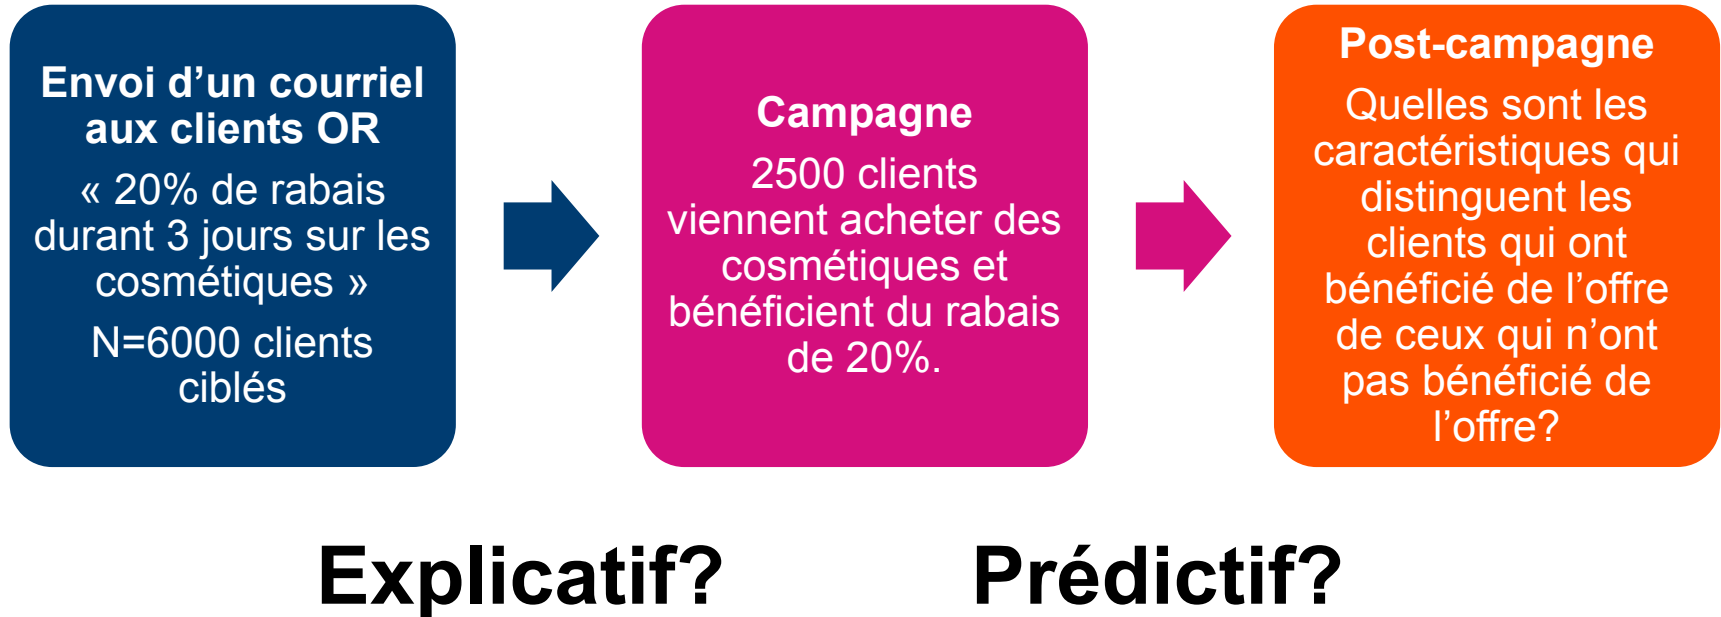 Envoi d’un courriel
aux clients OR
« 20% de rabais
durant 3 jours sur les
cosmétiques »
N=6000 clients
ciblés
Campagne
2500 clients
viennent acheter des
cosmétiques et
bénéficient du rabais
de 20%.
Post-campagne
Quelles sont les
caractéristiques qui
distinguent les
clients qui ont
bénéficié de l’offre
de ceux qui n’ont
pas bénéficié de
l’offre?
Explicatif?
Prédictif?